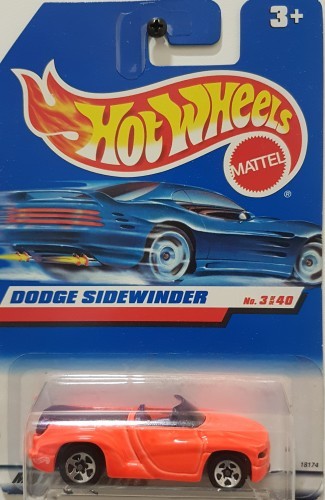 3+
Hot Wheels
MATTEL
®
DODGE SIDEWINDER
No. 3 OF 40
18174